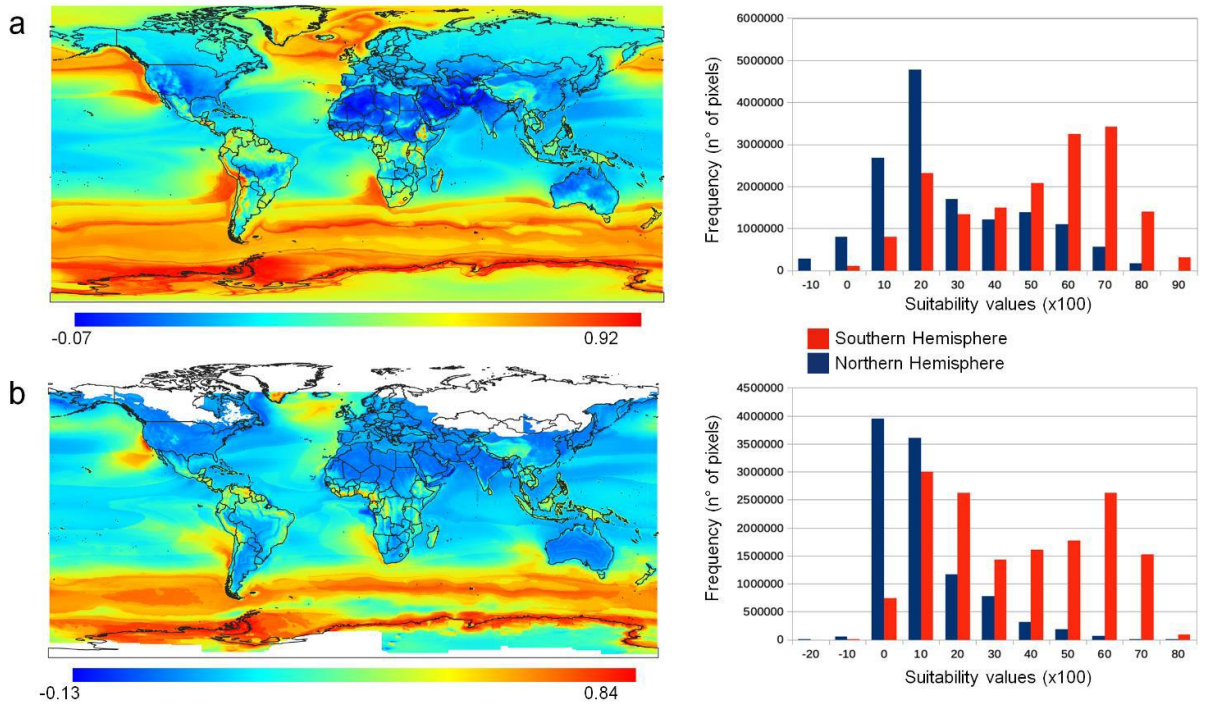 a
-0.07
0.92
Frequency (n° of pixels)
6000000
5000000
4000000
3000000
2000000
1000000
0
-10 0 10 20 30 40 50 60 70 80 90
Suitability values (x100)
Southern Hemisphere
Northern Hemisphere
b
-0.13
0.84
Frequency (n° of pixels)
4500000
4000000
3500000
3000000
2500000
2000000
1500000
1000000
500000
0
-20 -10 0 10 20 30 40 50 60 70 80
Suitability values (x100)